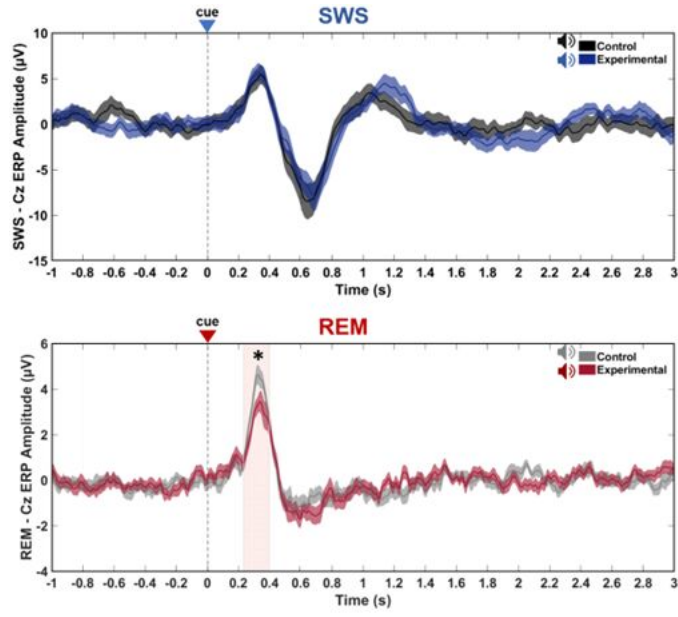 cue
SWS
SWS - Cz ERP Amplitude (µV)
10
5
0
-5
-10
-15
Control
Experimental
-1 -0.8 -0.6 -0.4 -0.2 0 0.2 0.4 0.6 0.8 1 1.2 1.4 1.6 1.8 2 2.2 2.4 2.6 2.8 3
Time (s)
cue
REM
REM - Cz ERP Amplitude (µV)
6
4
2
0
-2
-4
*
Control
Experimental
-1 -0.8 -0.6 -0.4 -0.2 0 0.2 0.4 0.6 0.8 1 1.2 1.4 1.6 1.8 2 2.2 2.4 2.6 2.8 3
Time (s)